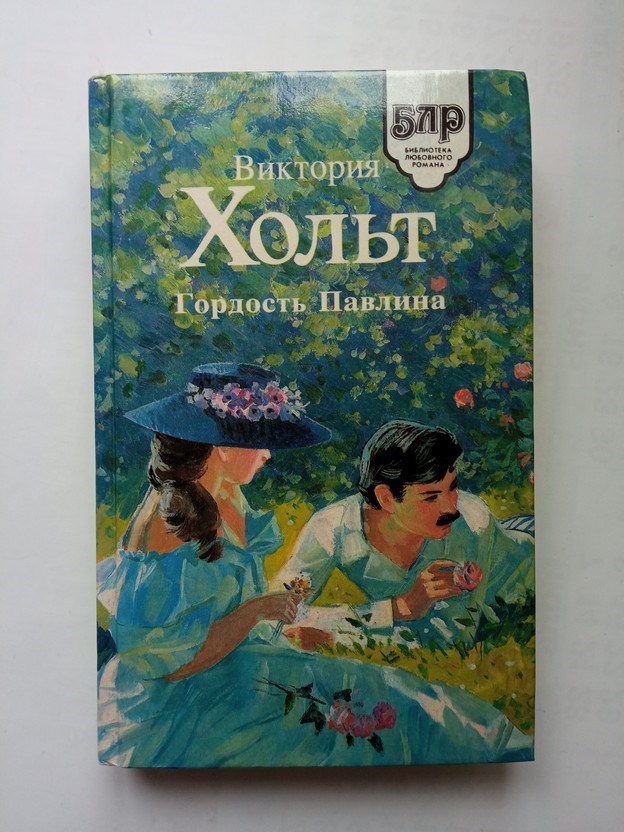 БЛР
БИБЛИОТЕКА
ЛЮБОВНОГО
РОМАНА
Виктория
Хольт
Гордость Павлина